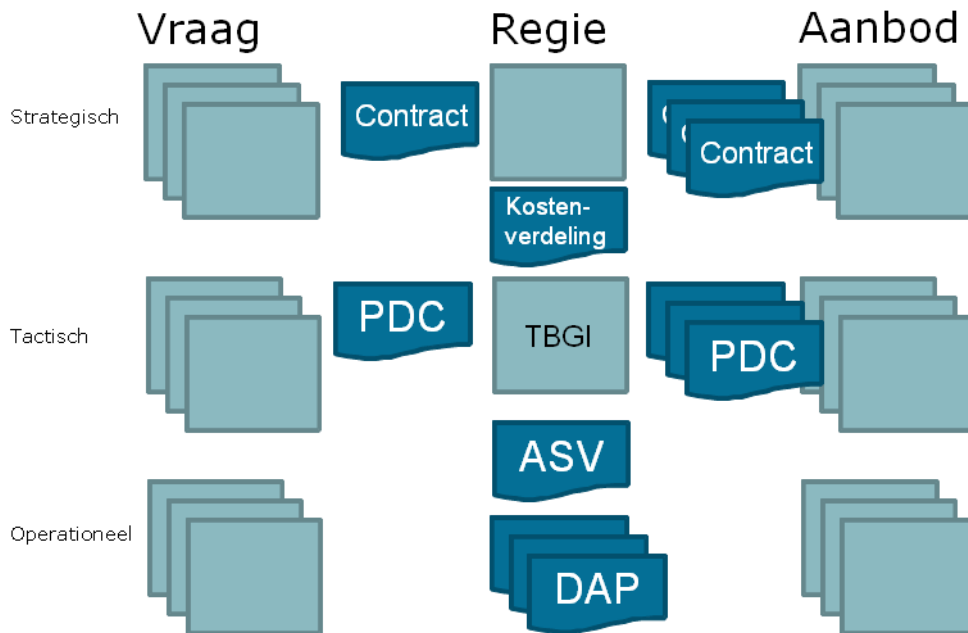 Vraag
Regie
Aanbod
Strategisch
Contract
Contract
Kosten-
verdeling
Tactisch
PDC
TBGI
PDC
ASV
Operationeel
DAP